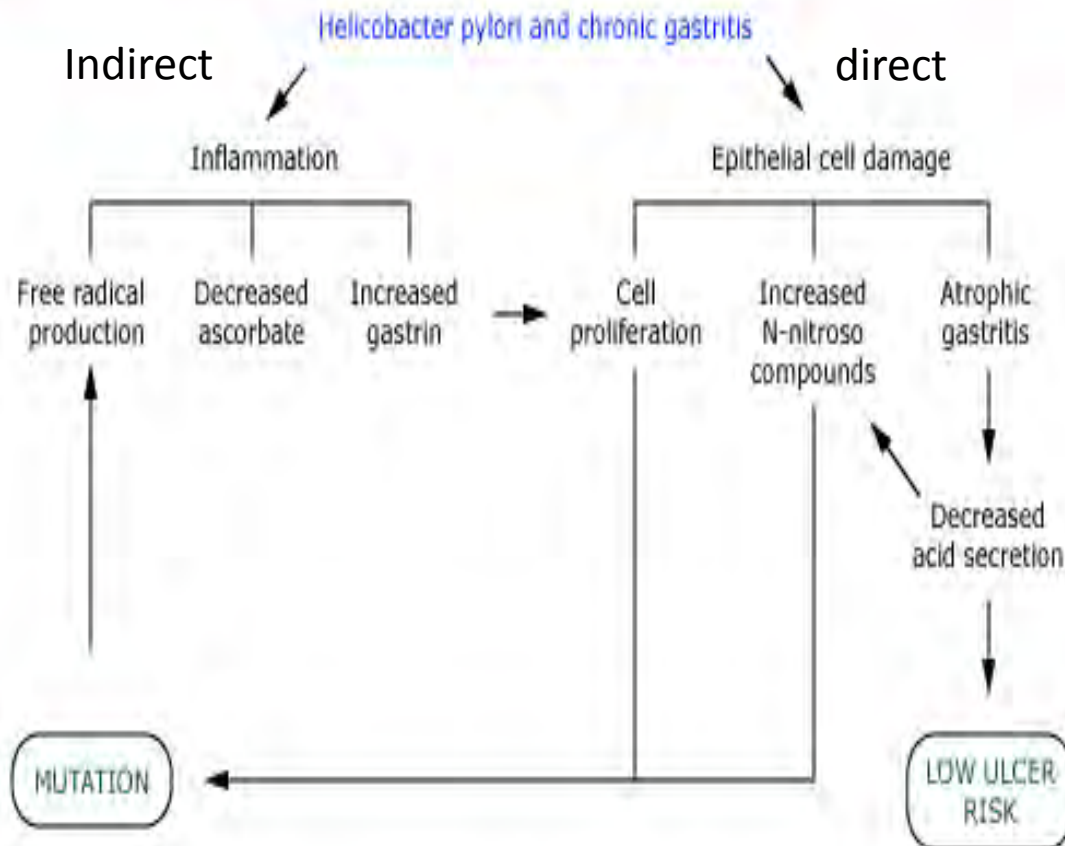 Helicobacter pylori and chronic gastritis
Indirect
direct
Inflammation
Epithelial cell damage
Free radical
production
Decreased
ascorbate
Increased
gastrin
Cell
proliferation
Increased
N-nitroso
compounds
Atrophic
gastritis
Decreased
acid secretion
MUTATION
LOW ULCER
RISK